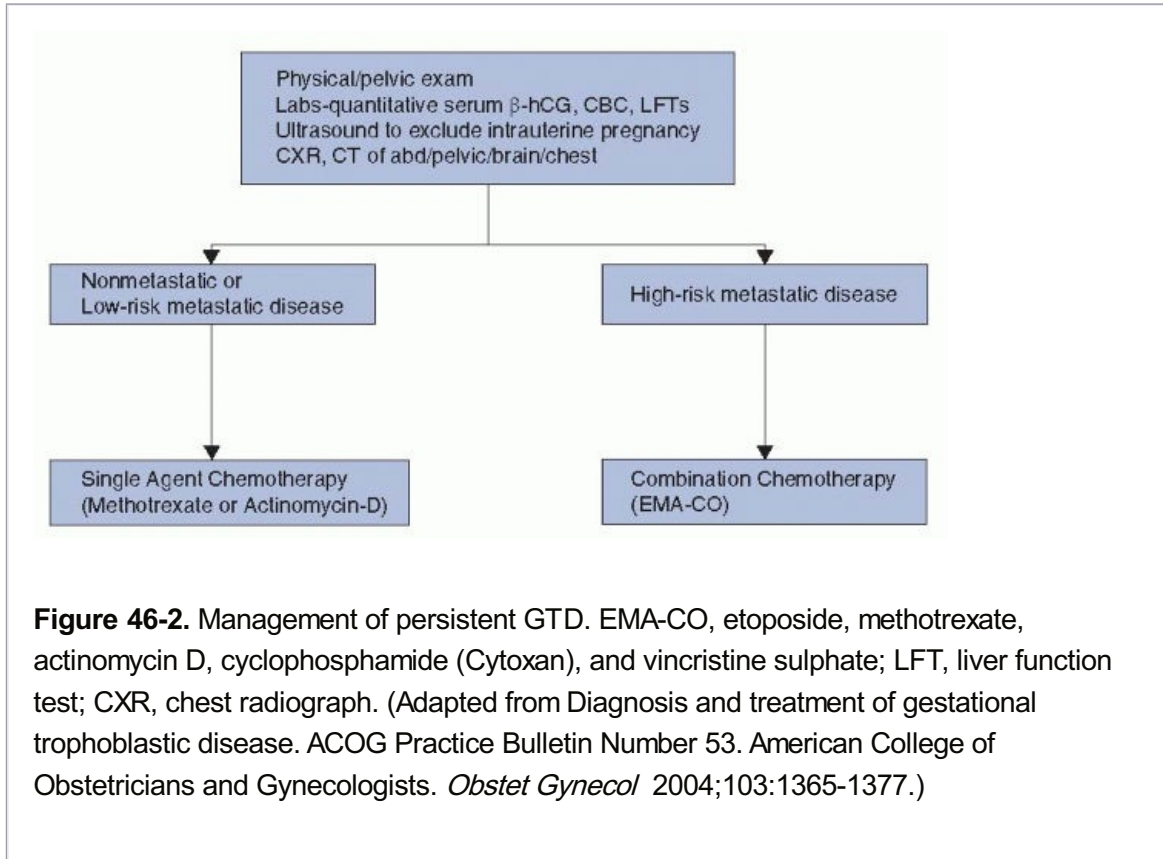 Physical/pelvic exam
Labs-quantitative serum β-hCG, CBC, LFTs
Ultrasound to exclude intrauterine pregnancy
CXR, CT of abd/pelvic/brain/chest
Nonmetastatic or
Low-risk metastatic disease
High-risk metastatic disease
Single Agent Chemotherapy
(Methotrexate or Actinomycin-D)
Combination Chemotherapy
(EMA-CO)
Figure 46-2. Management of persistent GTD. EMA-CO, etoposide, methotrexate,
actinomycin D, cyclophosphamide (Cytoxan), and vincristine sulphate; LFT, liver function
test; CXR, chest radiograph. (Adapted from Diagnosis and treatment of gestational
trophoblastic disease. ACOG Practice Bulletin Number 53. American College of
Obstetricians and Gynecologists. Obstet Gynecol 2004;103:1365-1377.)